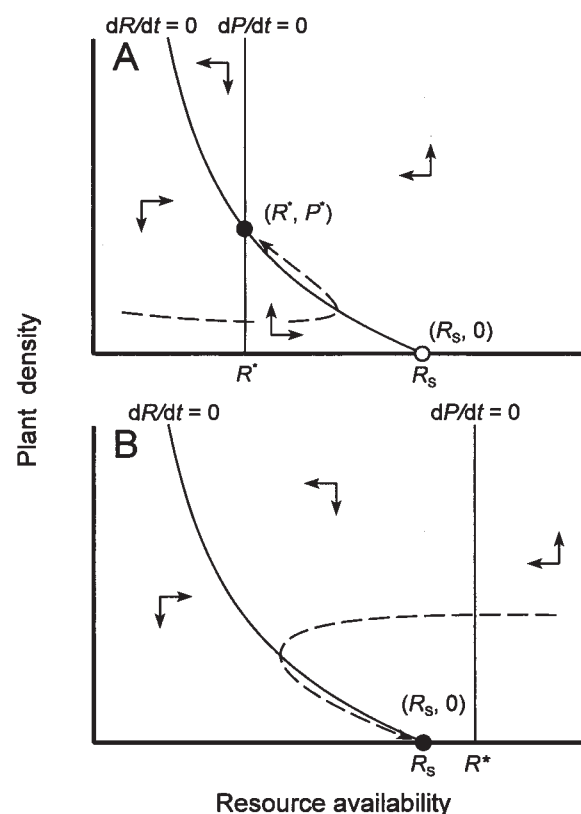 dR/dt = 0 dP/dt = 0
A
(R*, P*)
(Rs, 0)
R* Rs
Plant density
dR/dt = 0 dP/dt = 0
B
(Rs, 0)
Rs R*
Resource availability